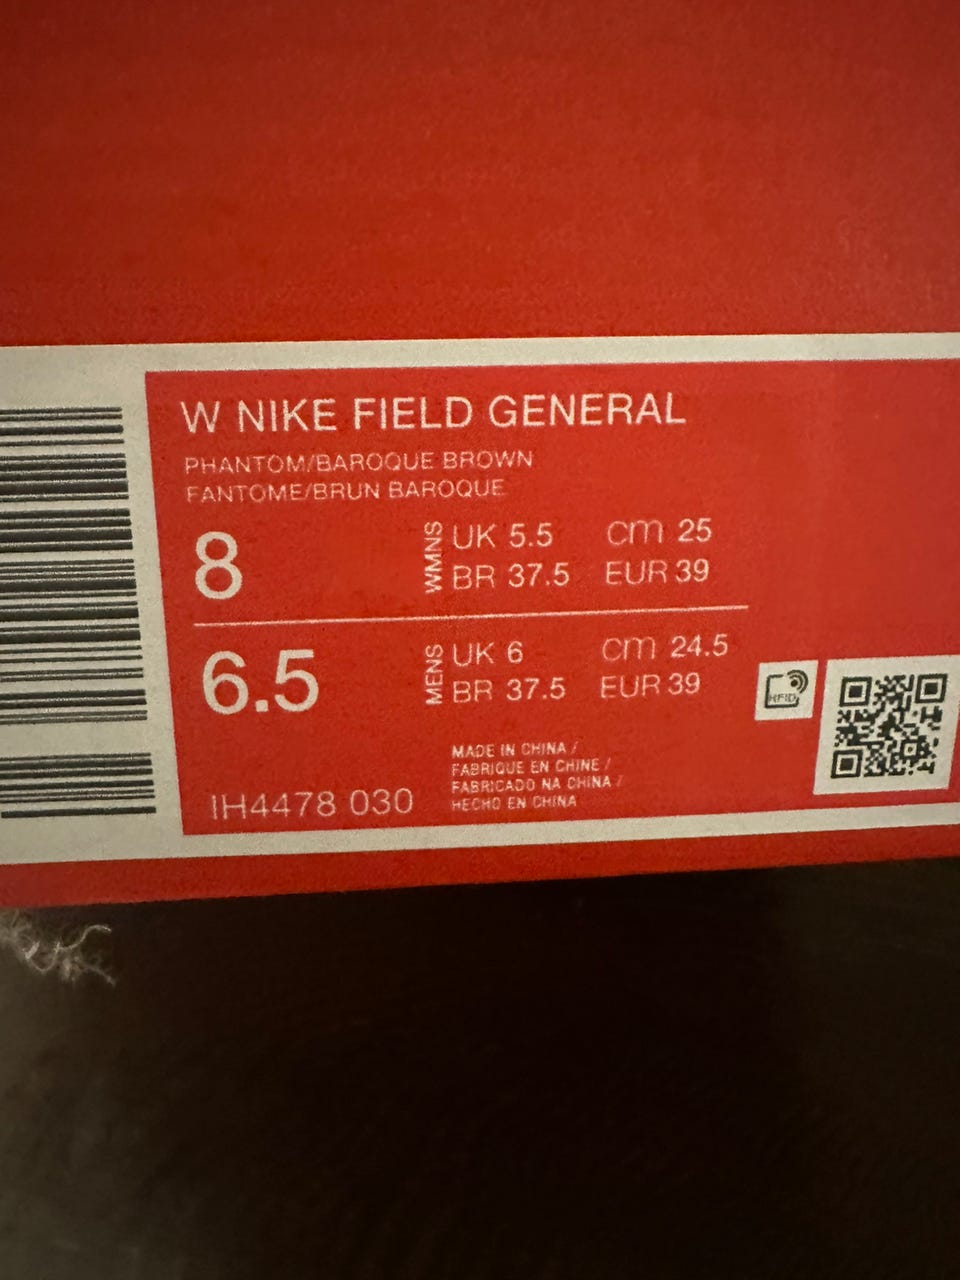 W NIKE FIELD GENERAL
PHANTOM/BAROQUE BROWN
FANTOME/BRUN BAROQUE
8 WMNS UK 5.5 cm 25
BR 37.5 EUR 39
6.5 MENS UK 6 cm 24.5
BR 37.5 EUR 39
RFID
MADE IN CHINA /
FABRIQUE EN CHINE /
FABRICADO NA CHINA /
HECHO EN CHINA
IH4478 030